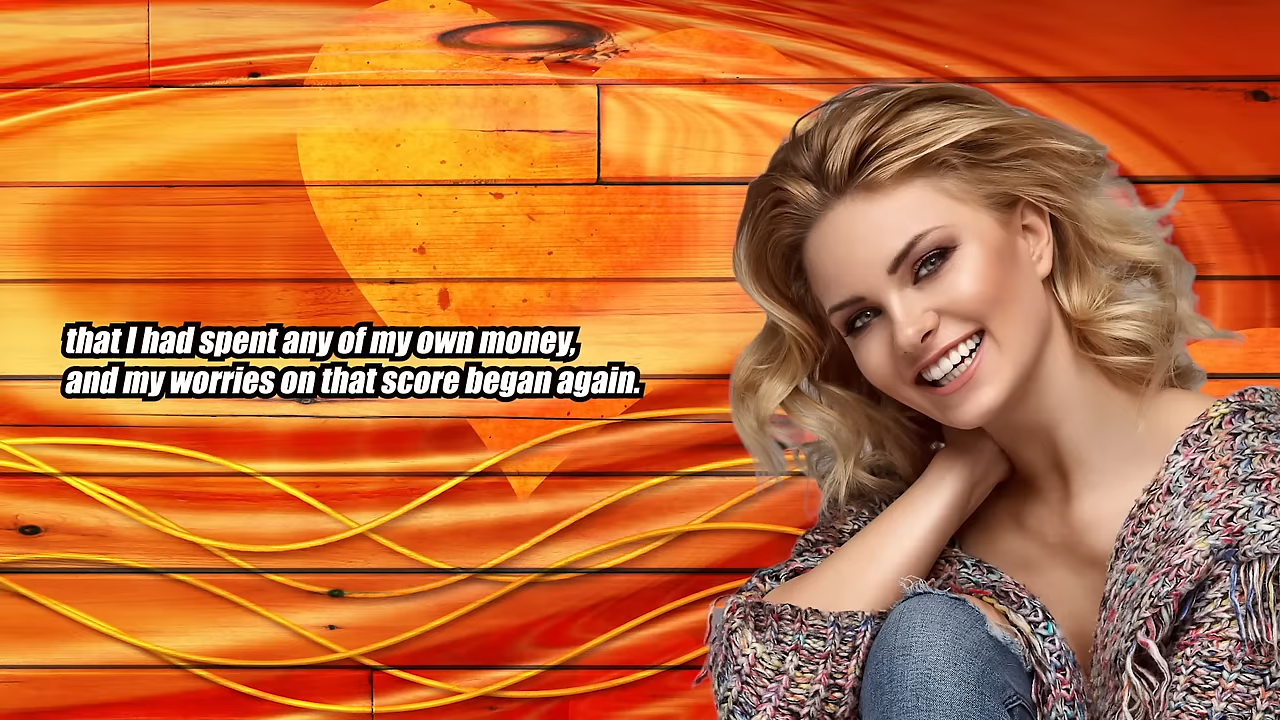 that I had spent any of my own money,
and my worries on that score began again.